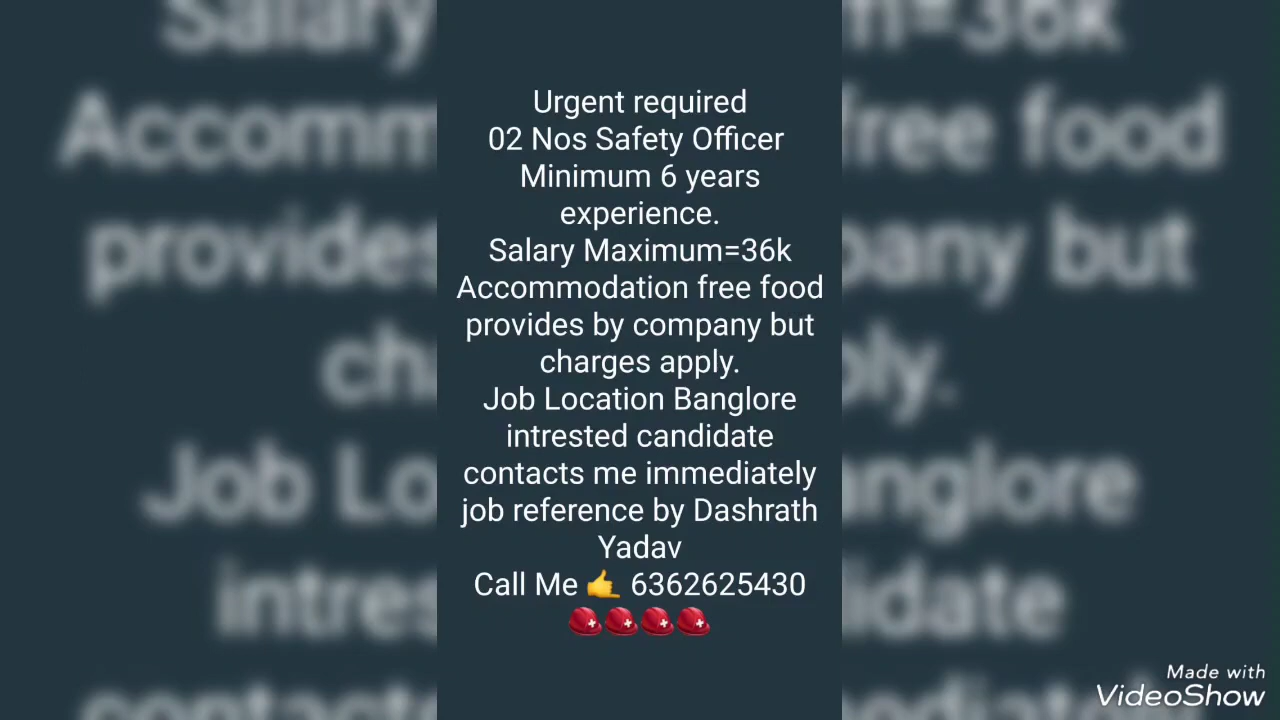 Urgent required
02 Nos Safety Officer
Minimum 6 years
experience.
Salary Maximum=36k
Accommodation free food
provides by company but
charges apply.
Job Location Banglore
intrested candidate
contacts me immediately
job reference by Dashrath
Yadav
Call Me 🤙 6362625430
⛑️⛑️⛑️⛑️
Made with
VideoShow